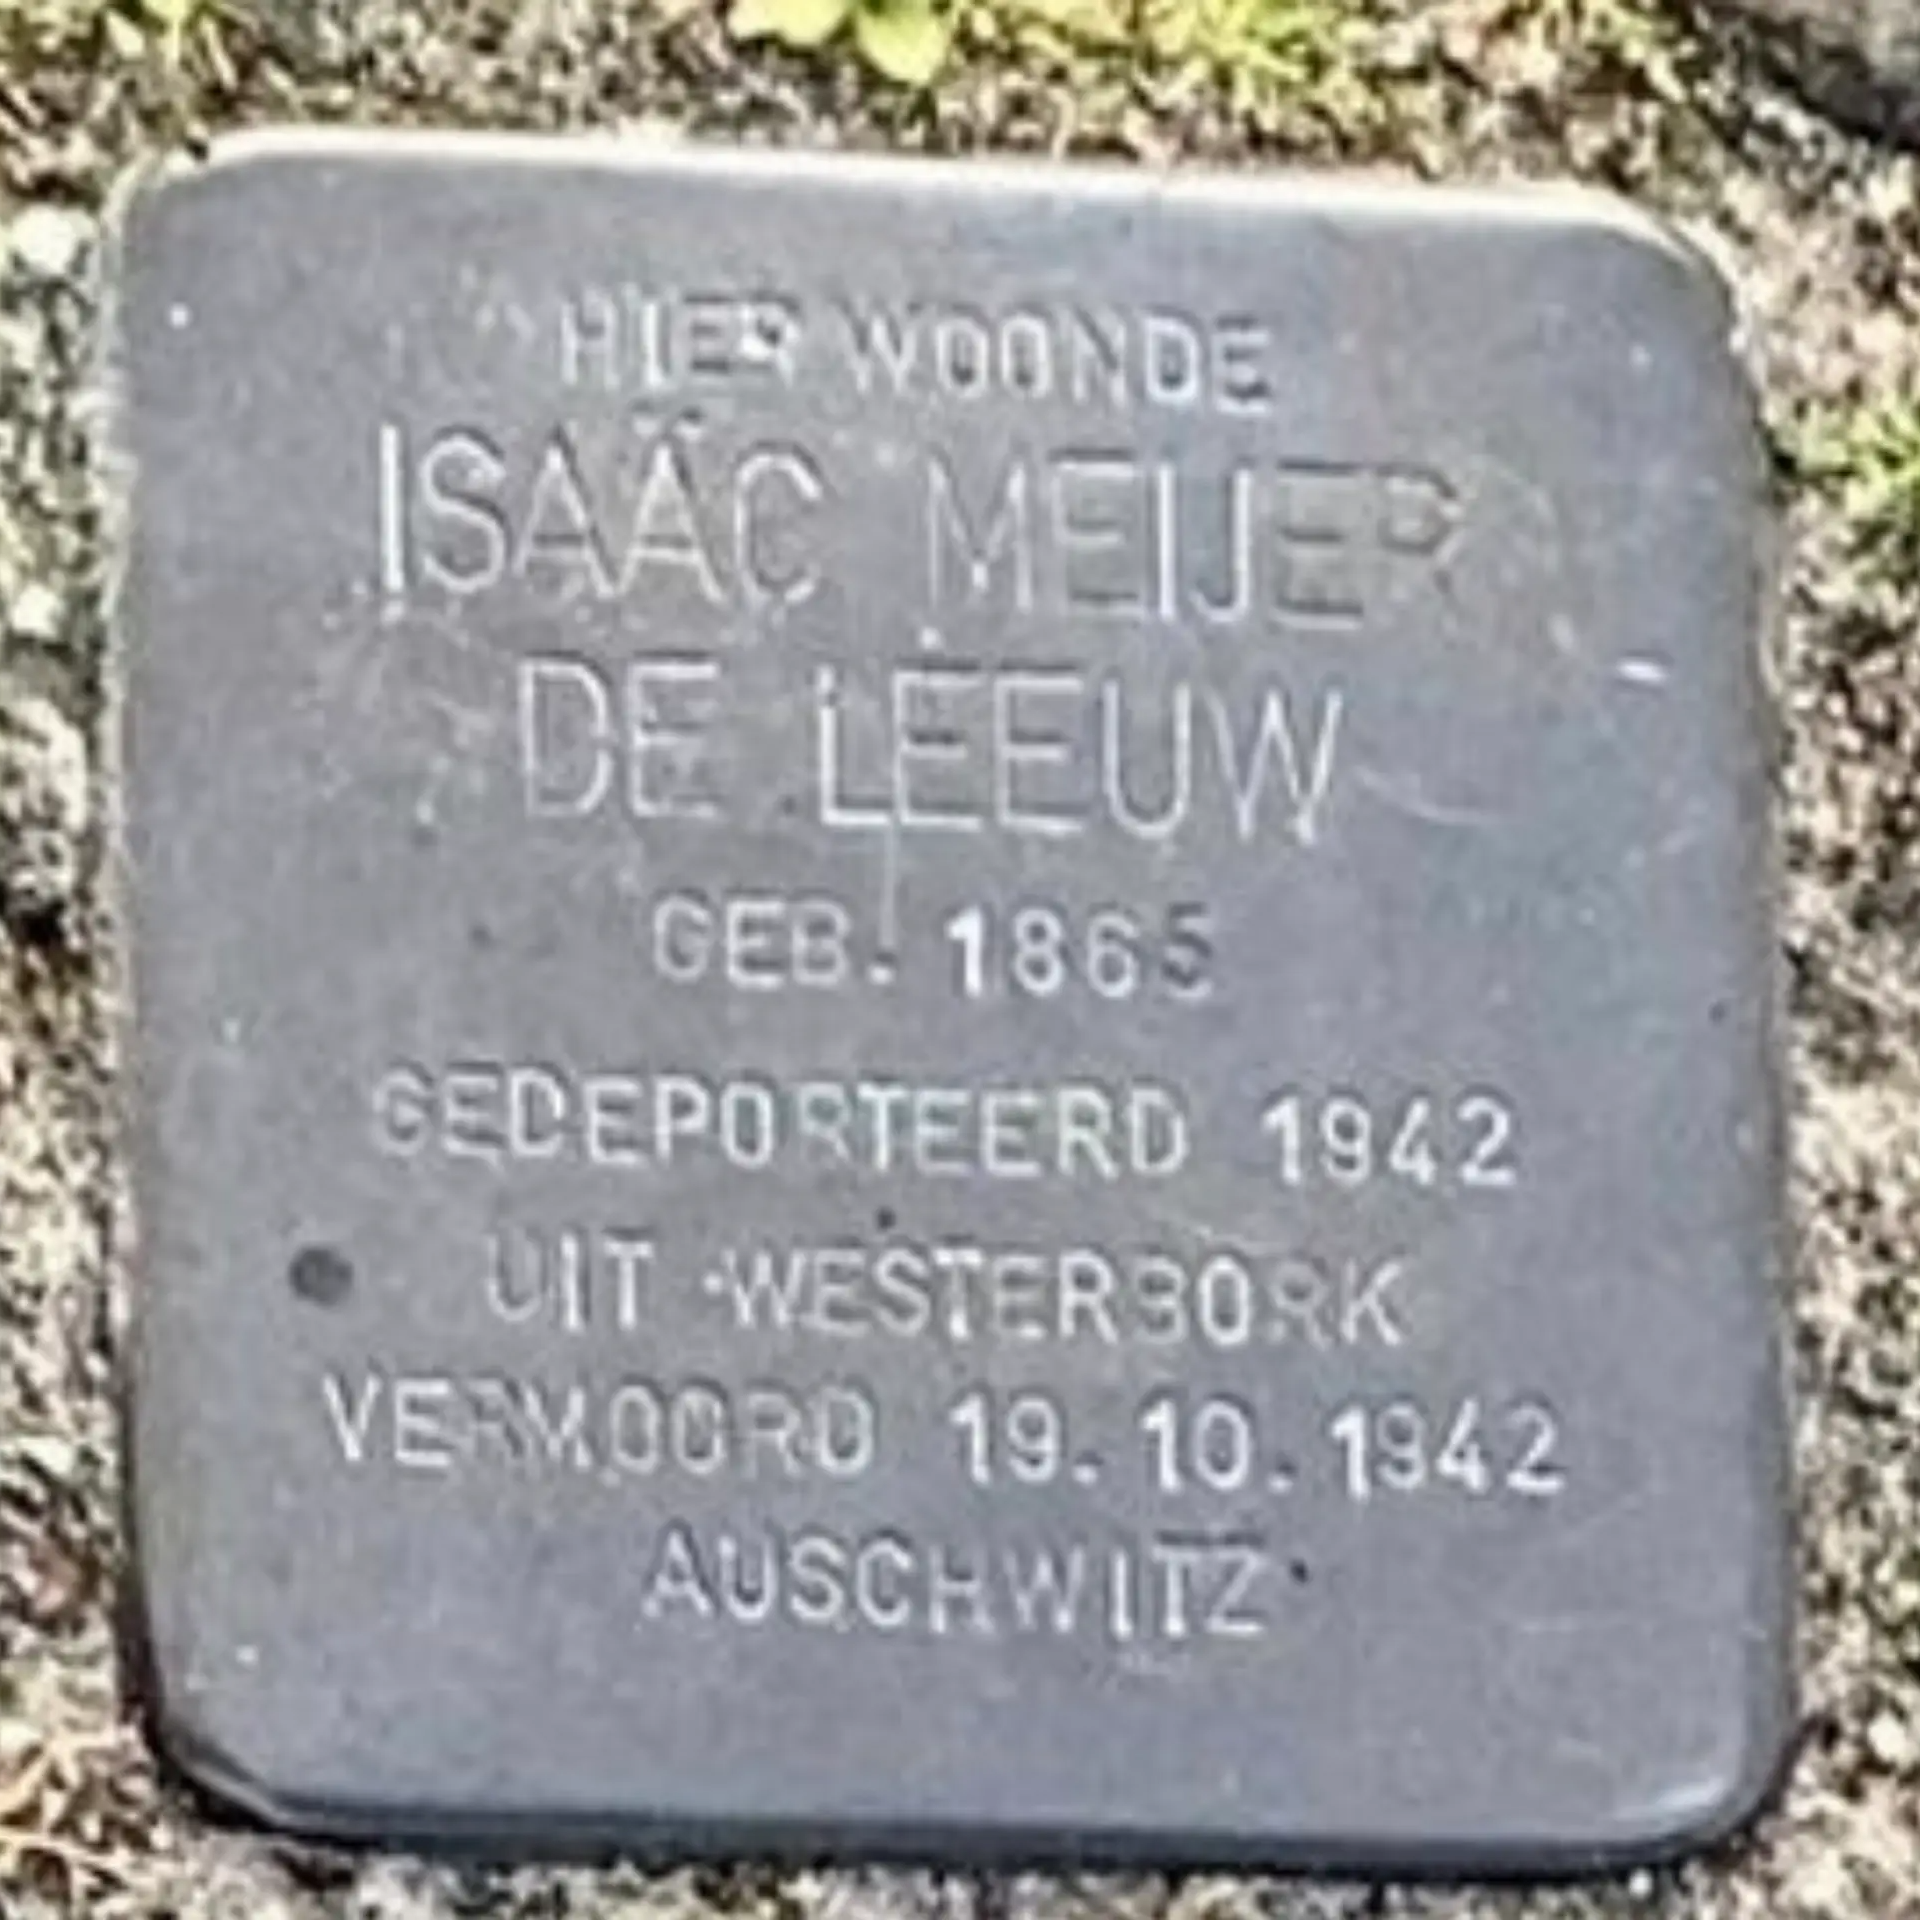 HIER WOONDE
ISAÄC MEIJER
DE LEEUW
GEB. 1865
GEDEPORTEERD 1942
UIT WESTERBORK
VERMOORD 19.10.1942
AUSCHWITZ